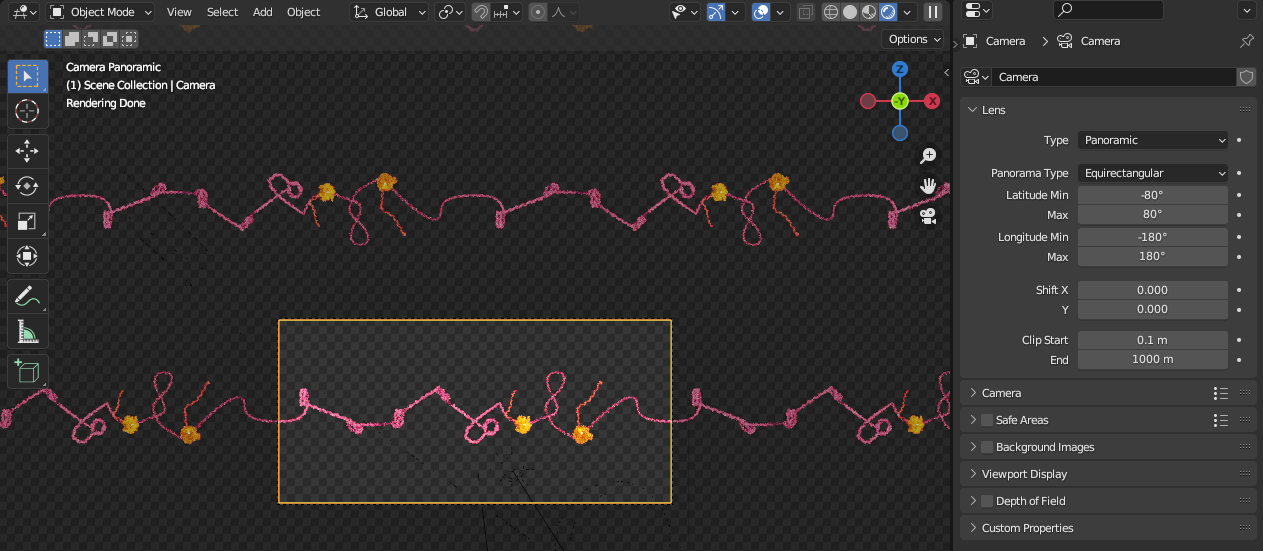 Object Mode View Select Add Object Global
Options
Camera Panoramic
(1) Scene Collection | Camera
Rendering Done
Z
-Y
X
Camera > Camera
Camera
Lens
Type Panoramic
Panorama Type Equirectangular
Latitude Min -80°
Max 80°
Longitude Min -180°
Max 180°
Shift X 0.000
Y 0.000
Clip Start 0.1 m
End 1000 m
Camera
Safe Areas
Background Images
Viewport Display
Depth of Field
Custom Properties